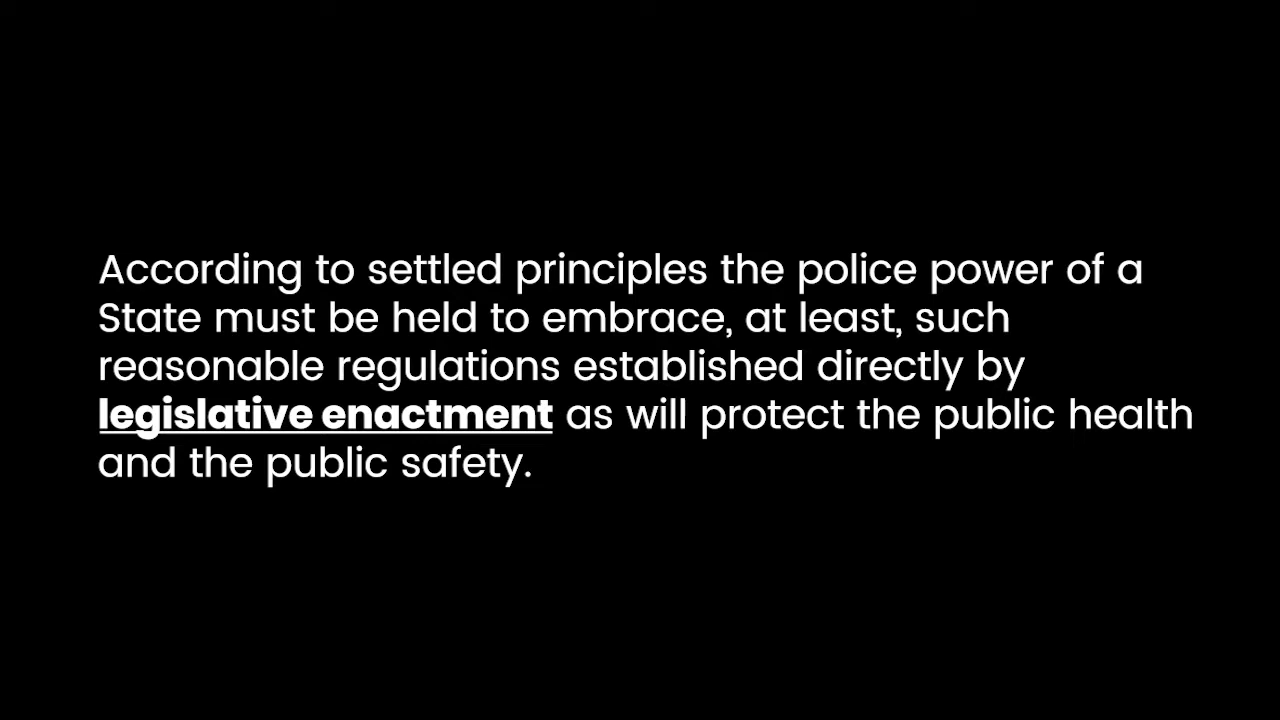 According to settled principles the police power of a
State must be held to embrace, at least, such
reasonable regulations established directly by
legislative enactment as will protect the public health
and the public safety.